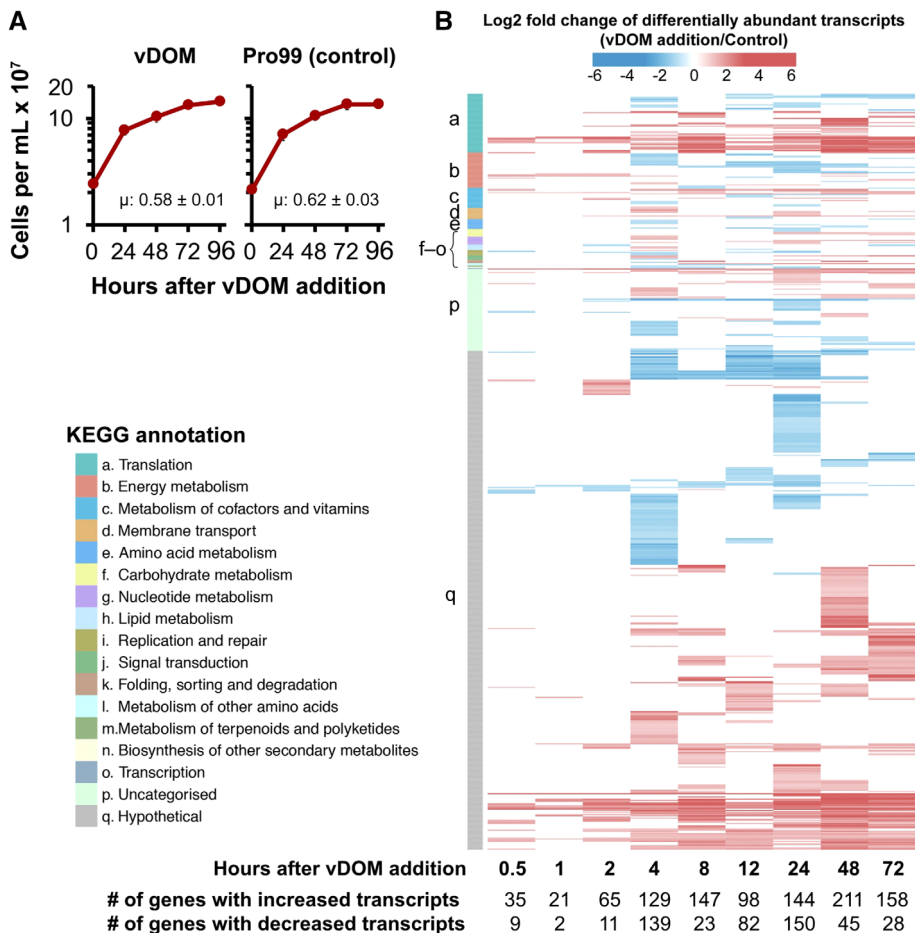 A
vDOM
Pro99 (control)
Cells per mL x 10⁷
20
10
1
μ: 0.58 ± 0.01
μ: 0.62 ± 0.03
0 24 48 72 96
0 24 48 72 96
Hours after vDOM addition
B
Log2 fold change of differentially abundant transcripts
(vDOM addition/Control)
-6 -4 -2 0 2 4 6
a
b
c
d
e
f–o
p
q
KEGG annotation
a. Translation
b. Energy metabolism
c. Metabolism of cofactors and vitamins
d. Membrane transport
e. Amino acid metabolism
f. Carbohydrate metabolism
g. Nucleotide metabolism
h. Lipid metabolism
i. Replication and repair
j. Signal transduction
k. Folding, sorting and degradation
l. Metabolism of other amino acids
m.Metabolism of terpenoids and polyketides
n. Biosynthesis of other secondary metabolites
o. Transcription
p. Uncategorised
q. Hypothetical
Hours after vDOM addition 0.5 1 2 4 8 12 24 48 72
# of genes with increased transcripts 35 21 65 129 147 98 144 211 158
# of genes with decreased transcripts 9 2 11 139 23 82 150 45 28